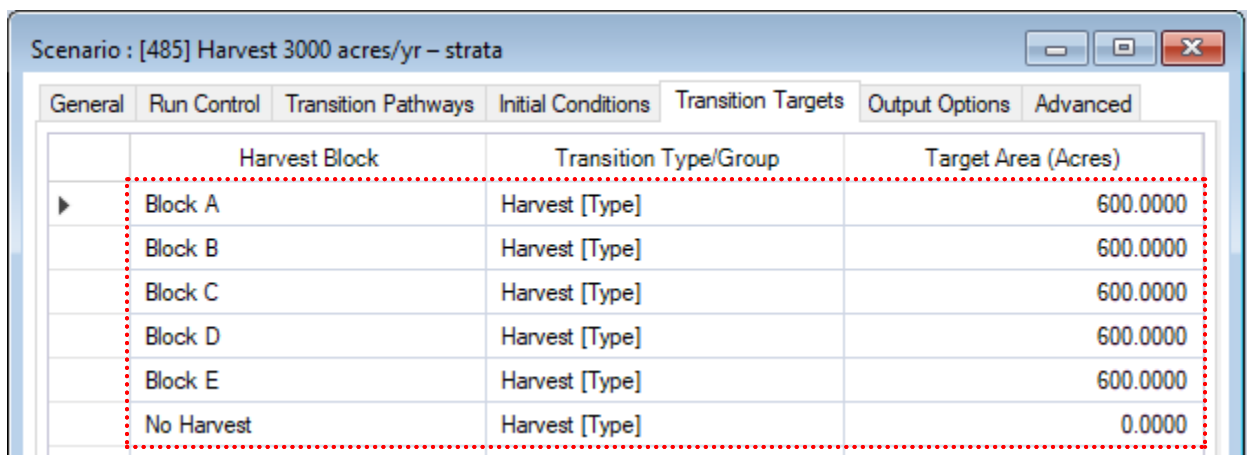 Scenario : [485] Harvest 3000 acres/yr – strata
General Run Control Transition Pathways Initial Conditions Transition Targets Output Options Advanced
Harvest Block Transition Type/Group Target Area (Acres)
Block A Harvest [Type] 600.0000
Block B Harvest [Type] 600.0000
Block C Harvest [Type] 600.0000
Block D Harvest [Type] 600.0000
Block E Harvest [Type] 600.0000
No Harvest Harvest [Type] 0.0000